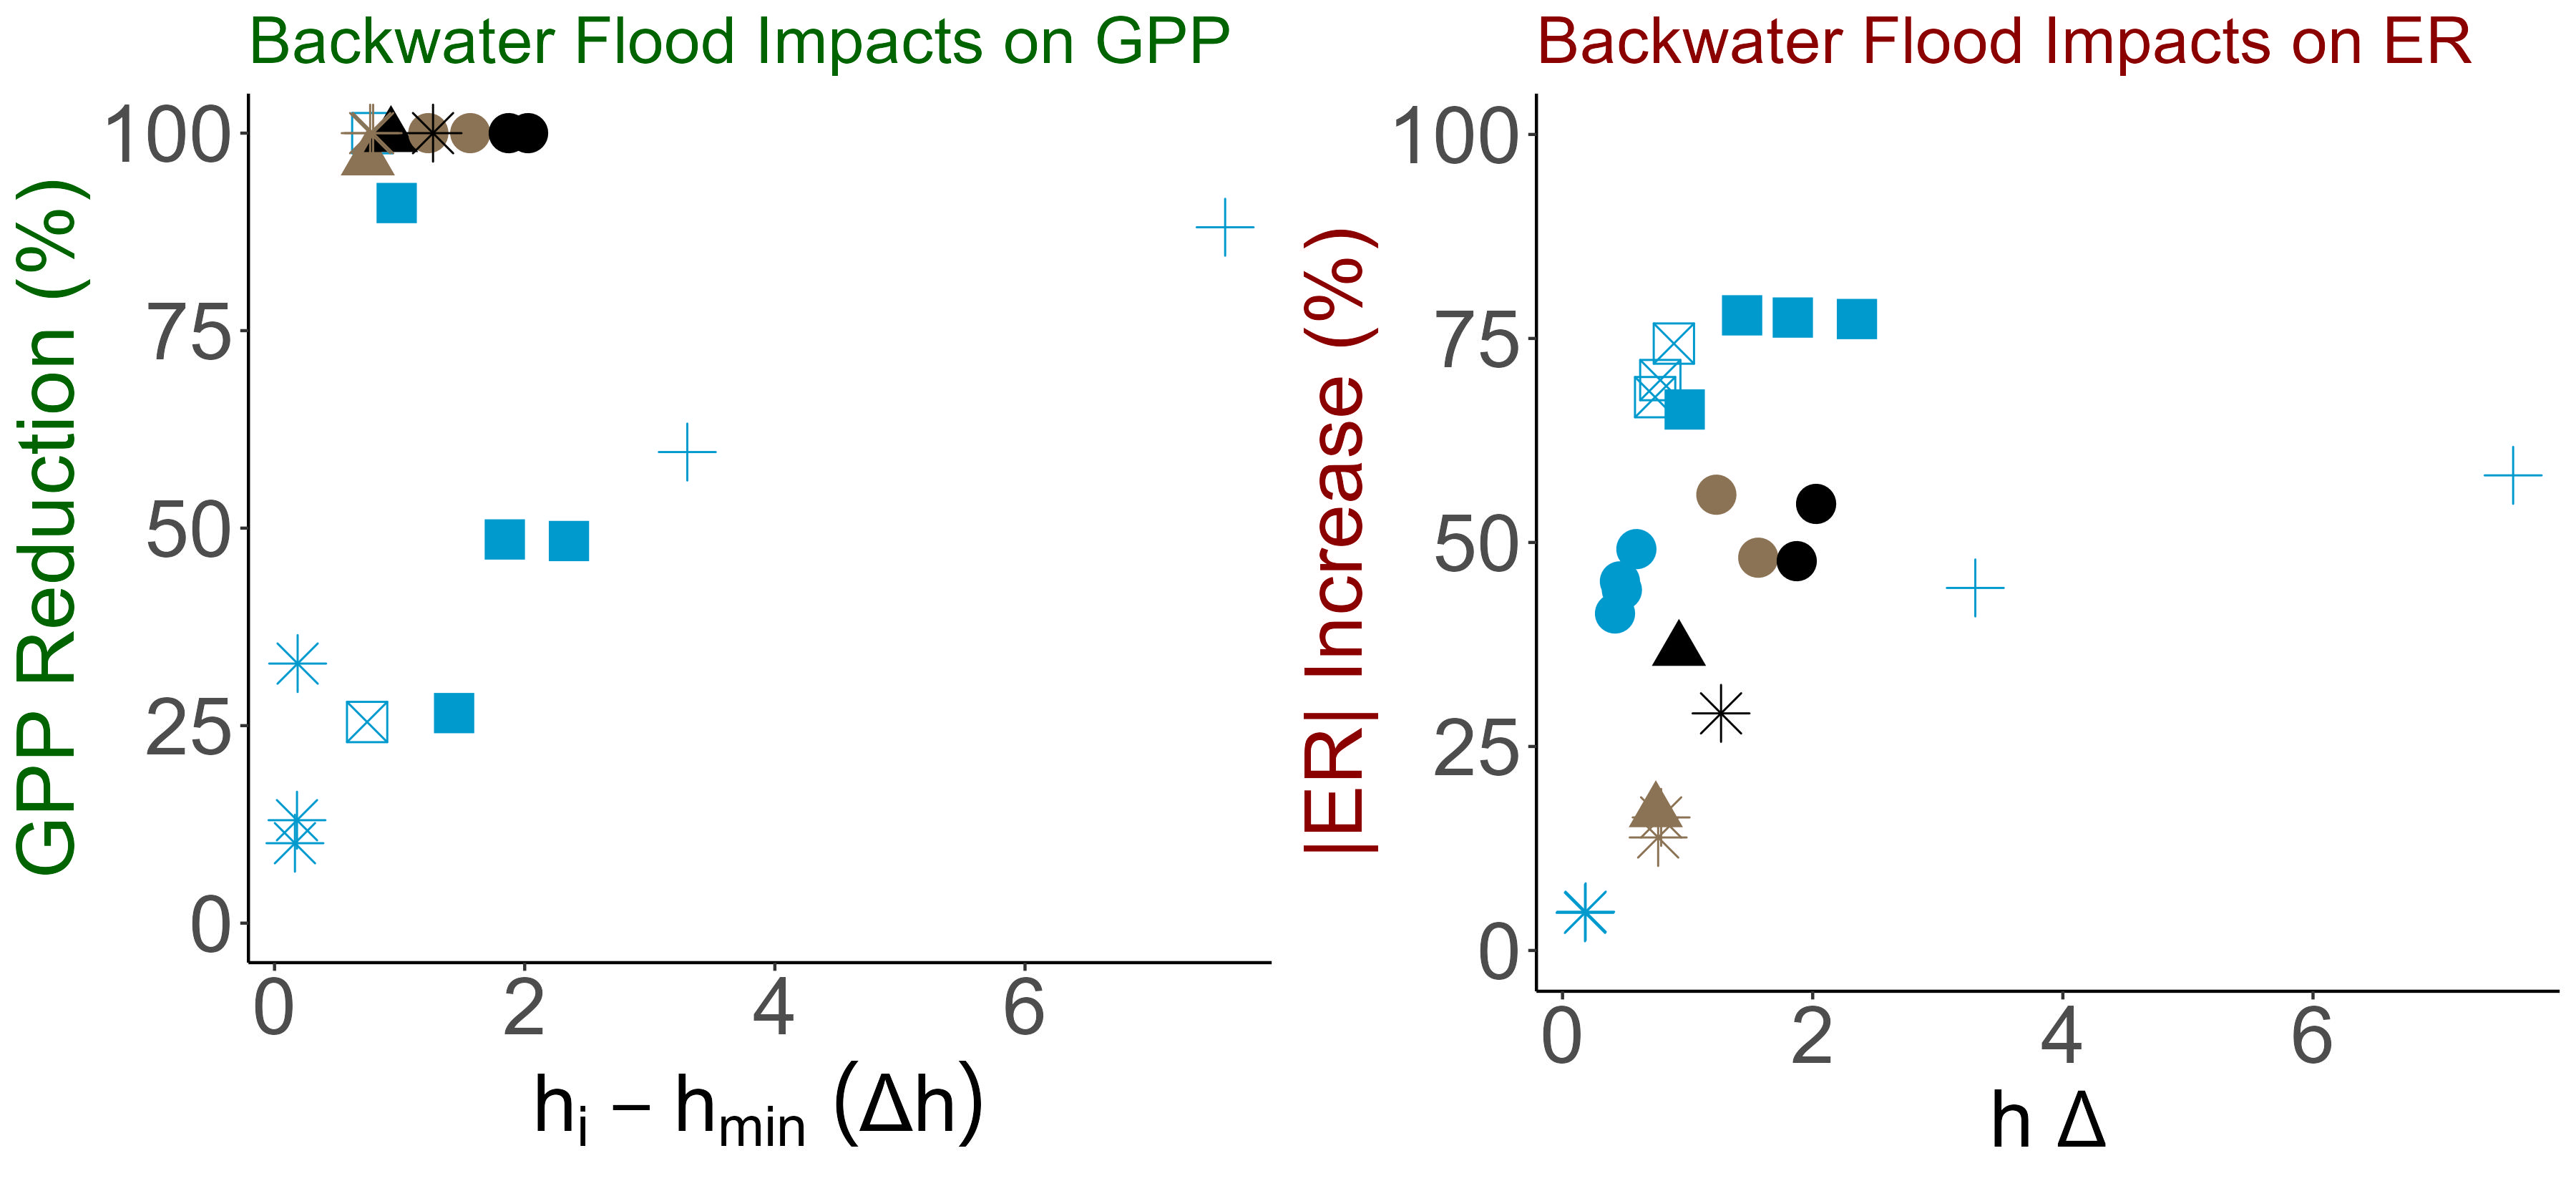 Backwater Flood Impacts on GPP
GPP Reduction (%)
100
75
50
25
0
0 2 4 6
hi − hmin (Δh)
Backwater Flood Impacts on ER
|ER| Increase (%)
100
75
50
25
0
0 2 4 6
h Δ